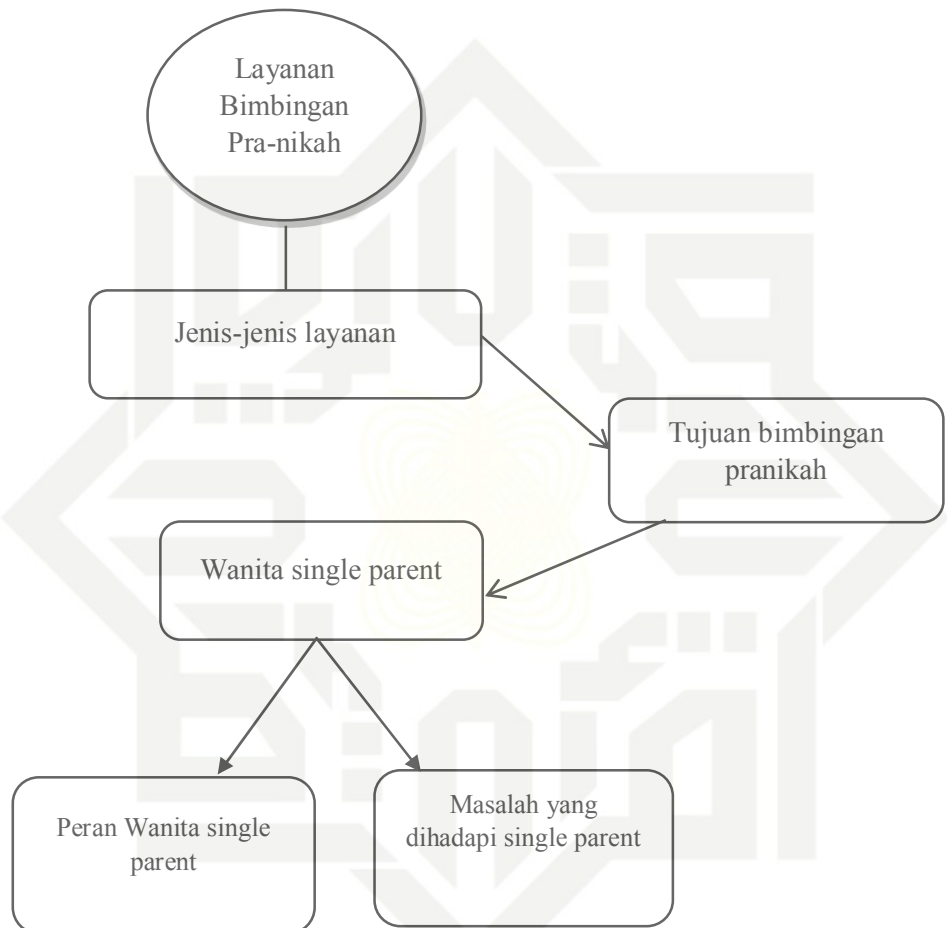 Layanan
Bimbingan
Pra-nikah
Jenis-jenis layanan
Tujuan bimbingan
pranikah
Wanita single parent
Peran Wanita single
parent
Masalah yang
dihadapi single parent